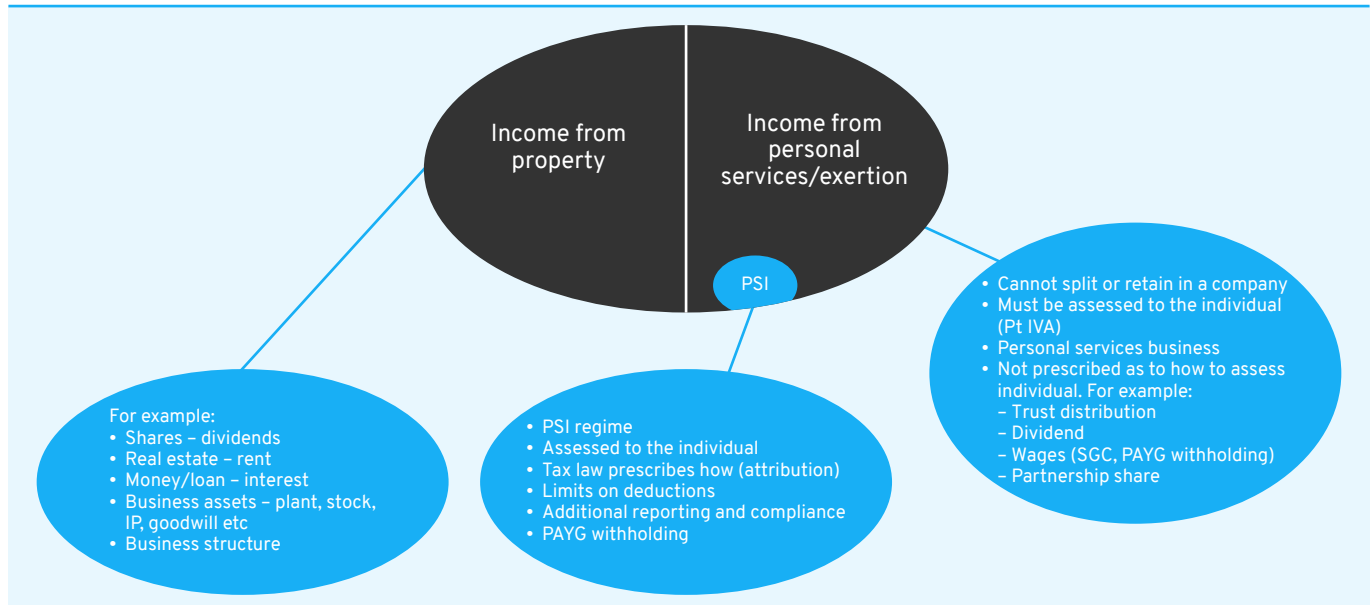 Income from
property
Income from
personal
services/exertion
PSI
For example:
• Shares – dividends
• Real estate – rent
• Money/loan – interest
• Business assets – plant, stock,
IP, goodwill etc
• Business structure
• PSI regime
• Assessed to the individual
• Tax law prescribes how (attribution)
• Limits on deductions
• Additional reporting and compliance
• PAYG withholding
• Cannot split or retain in a company
• Must be assessed to the individual
(Pt IVA)
• Personal services business
• Not prescribed as to how to assess
individual. For example:
– Trust distribution
– Dividend
– Wages (SGC, PAYG withholding)
– Partnership share